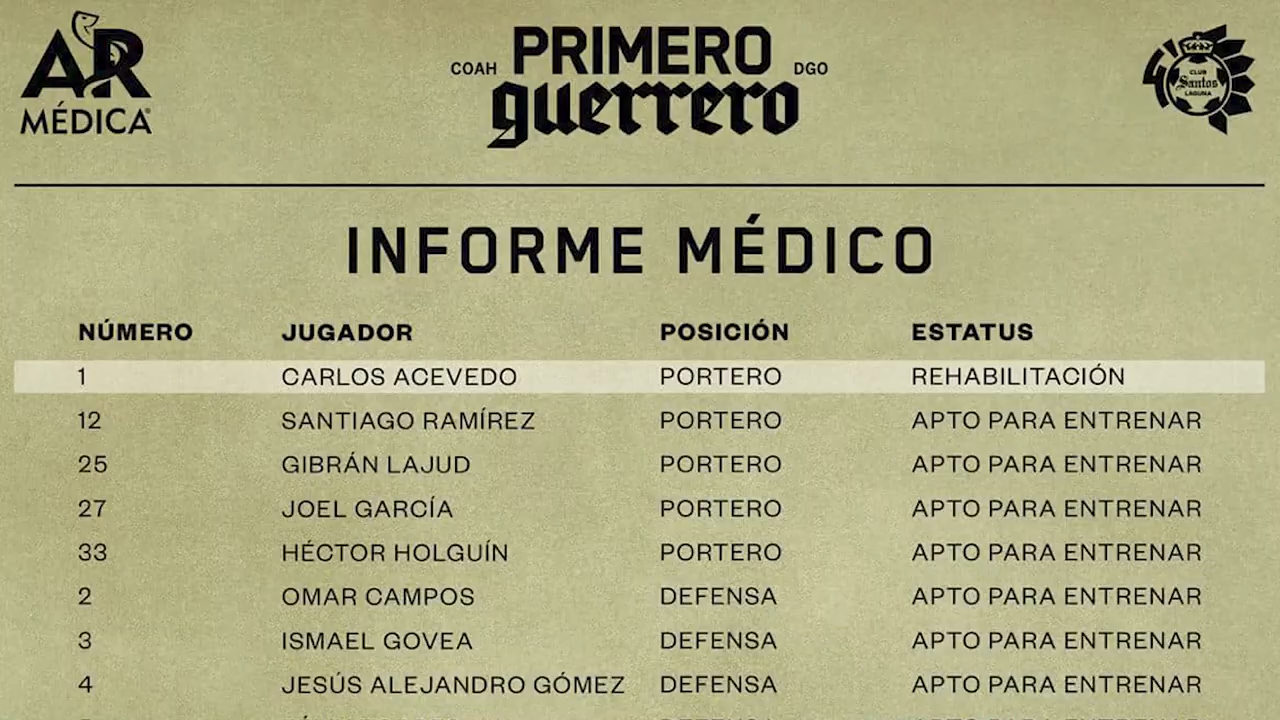 AR
MÉDICA
COAH PRIMERO DGO
guerrero
CLUB
Santos
LAGUNA
INFORME MÉDICO
NÚMERO JUGADOR POSICIÓN ESTATUS
1 CARLOS ACEVEDO PORTERO REHABILITACIÓN
12 SANTIAGO RAMÍREZ PORTERO APTO PARA ENTRENAR
25 GIBRÁN LAJUD PORTERO APTO PARA ENTRENAR
27 JOEL GARCÍA PORTERO APTO PARA ENTRENAR
33 HÉCTOR HOLGUÍN PORTERO APTO PARA ENTRENAR
2 OMAR CAMPOS DEFENSA APTO PARA ENTRENAR
3 ISMAEL GOVEA DEFENSA APTO PARA ENTRENAR
4 JESÚS ALEJANDRO GÓMEZ DEFENSA APTO PARA ENTRENAR